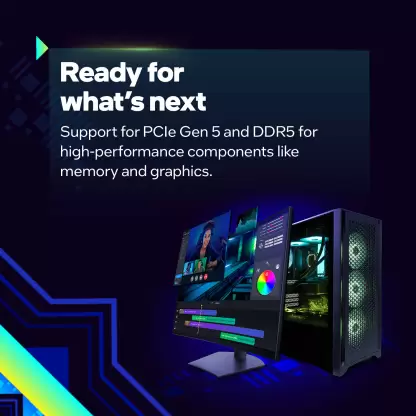 Ready for
what's next
Support for PCIe Gen 5 and DDR5 for
high-performance components like
memory and graphics.